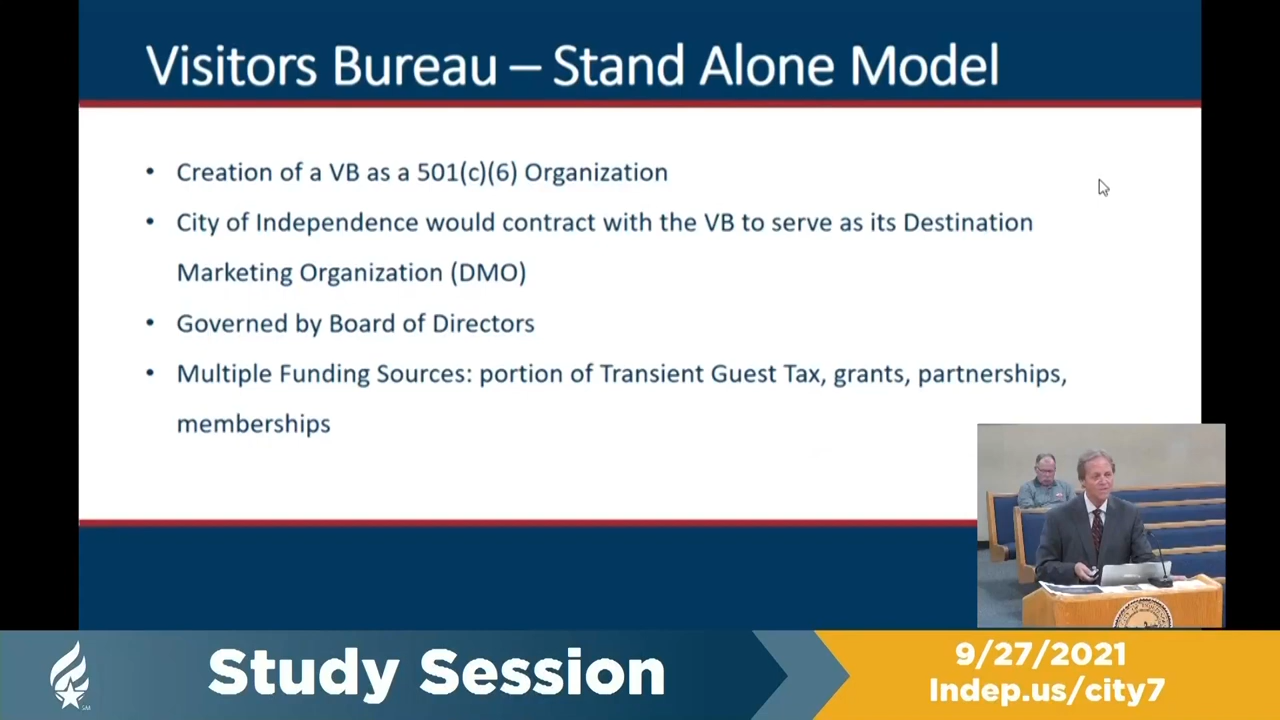 Visitors Bureau – Stand Alone Model
• Creation of a VB as a 501(c)(6) Organization
• City of Independence would contract with the VB to serve as its Destination
Marketing Organization (DMO)
• Governed by Board of Directors
• Multiple Funding Sources: portion of Transient Guest Tax, grants, partnerships,
memberships
Study Session
9/27/2021
Indep.us/city7